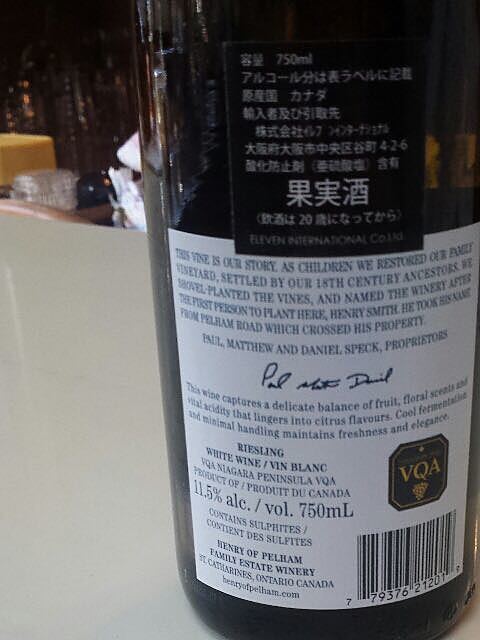 容量 750ml
アルコール分は表ラベルに記載
原産国 カナダ
輸入者及び引取先
株式会社ｲﾚﾌﾞﾝｲﾝﾀｰﾅｼｮﾅﾙ
大阪府大阪市中央区谷町 4-2-6
酸化防止剤（亜硫酸塩）含有
果実酒
（飲酒は 20 歳になってから）
ELEVEN INTERNATIONAL Co.Ltd.
THIS VINE IS OUR STORY. AS CHILDREN WE RESTORED OUR FAMILY
VINEYARD, SETTLED BY OUR 18TH CENTURY ANCESTORS. WE
SHOVEL-PLANTED THE VINES, AND NAMED THE WINERY AFTER
THE FIRST PERSON TO PLANT HERE, HENRY SMITH. HE TOOK HIS NAME
FROM PELHAM ROAD WHICH CROSSED HIS PROPERTY.
PAUL, MATTHEW AND DANIEL SPECK, PROPRIETORS
Paul Matt Daniel
This wine captures a delicate balance of fruit, floral scents and
vital acidity that lingers into citrus flavours. Cool fermentation
and minimal handling maintains freshness and elegance.
RIESLING
WHITE WINE / VIN BLANC
VQA NIAGARA PENINSULA VQA
PRODUCT OF / PRODUIT DU CANADA
11.5% alc. / vol. 750mL
CONTAINS SULPHITES /
CONTIENT DES SULFITES
HENRY OF PELHAM
FAMILY ESTATE WINERY
ST. CATHARINES, ONTARIO CANADA
henryofpelham.com
VQA
7 79376 21201 9